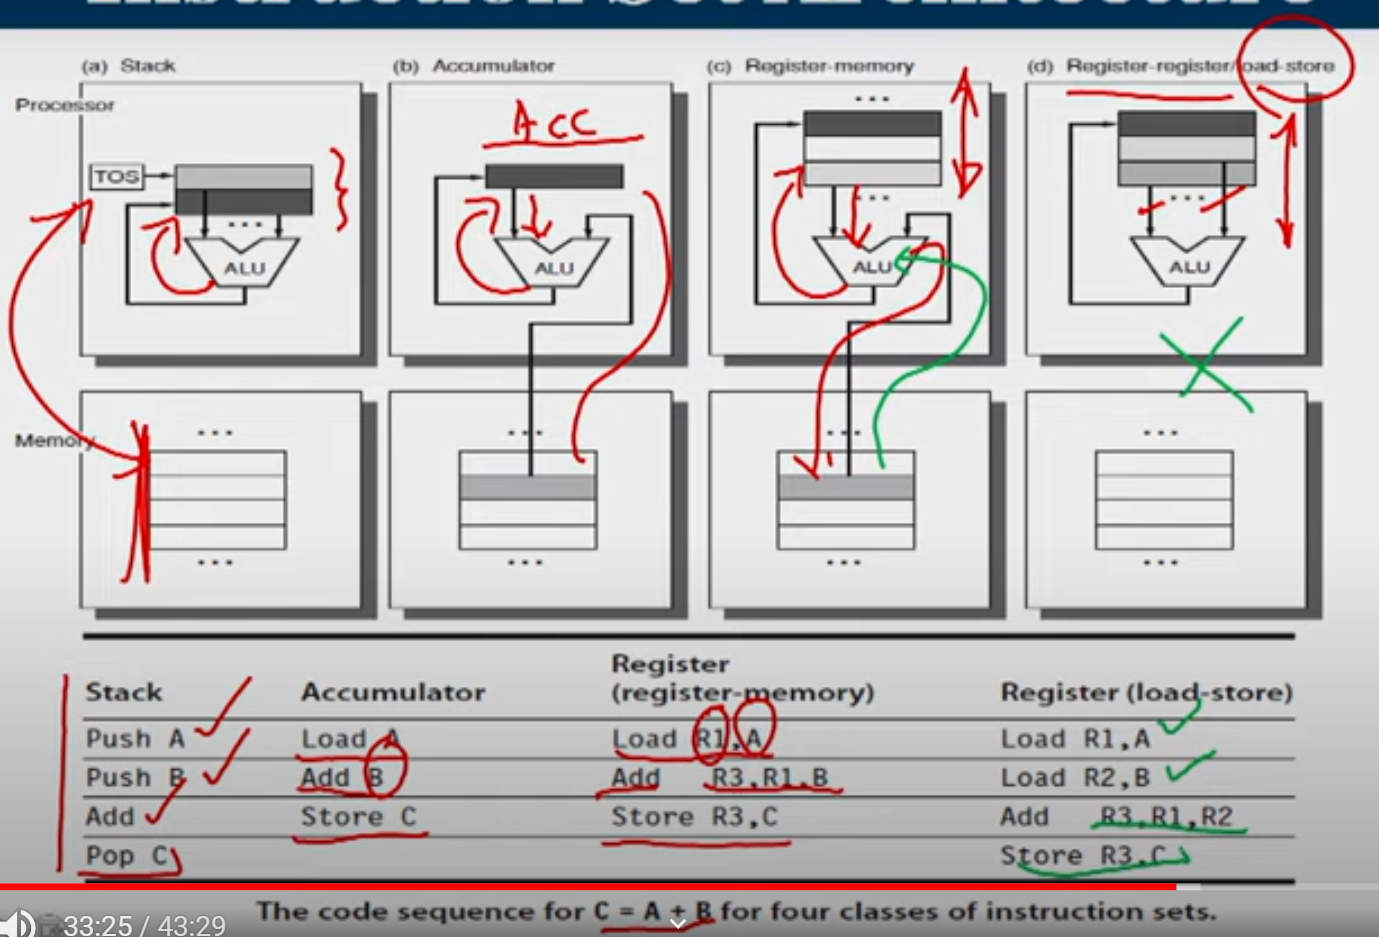 (a) Stack
(b) Accumulator
(c) Register-memory
(d) Register-register/load-store
Processor
...
ACC
TOS
...
...
...
ALU
ALU
ALU
ALU
Memory
... ... ... ...
... ... ... ...
Register
Stack Accumulator (register-memory) Register (load-store)
Push A Load A Load R1,A Load R1,A
Push B Add B Add R3,R1,B Load R2,B
Add Store C Store R3,C Add R3,R1,R2
Pop C Store R3,C
The code sequence for C = A + B for four classes of instruction sets.
33:25 / 43:29